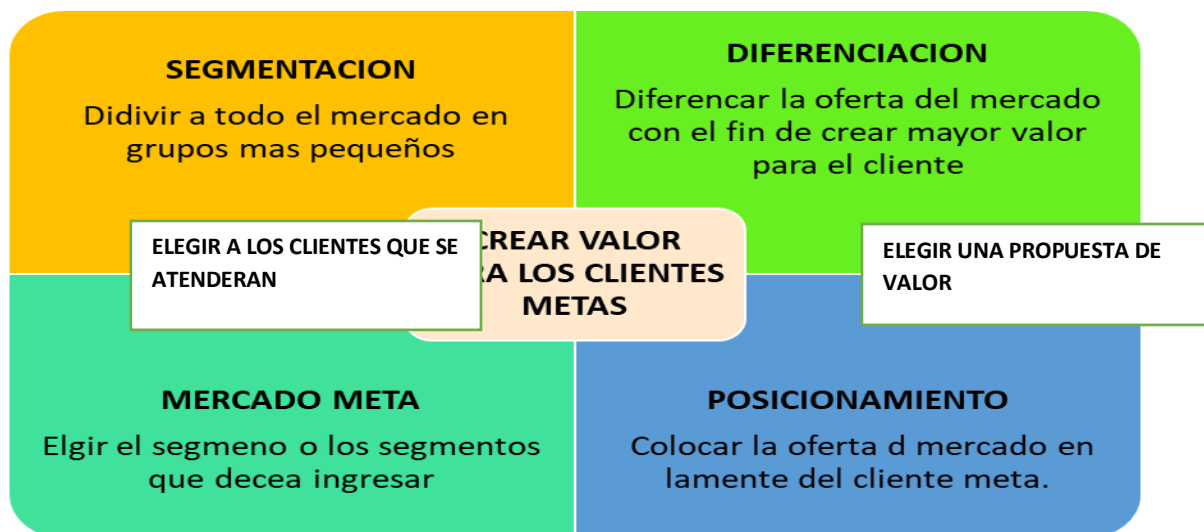 SEGMENTACION
Didivir a todo el mercado en
grupos mas pequeños
DIFERENCIACION
Diferencar la oferta del mercado
con el fin de crear mayor valor
para el cliente
ELEGIR A LOS CLIENTES QUE SE
ATENDERAN
CREAR VALOR
RA LOS CLIENTES
METAS
ELEGIR UNA PROPUESTA DE
VALOR
MERCADO META
Elgir el segmeno o los segmentos
que decea ingresar
POSICIONAMIENTO
Colocar la oferta d mercado en
lamente del cliente meta.